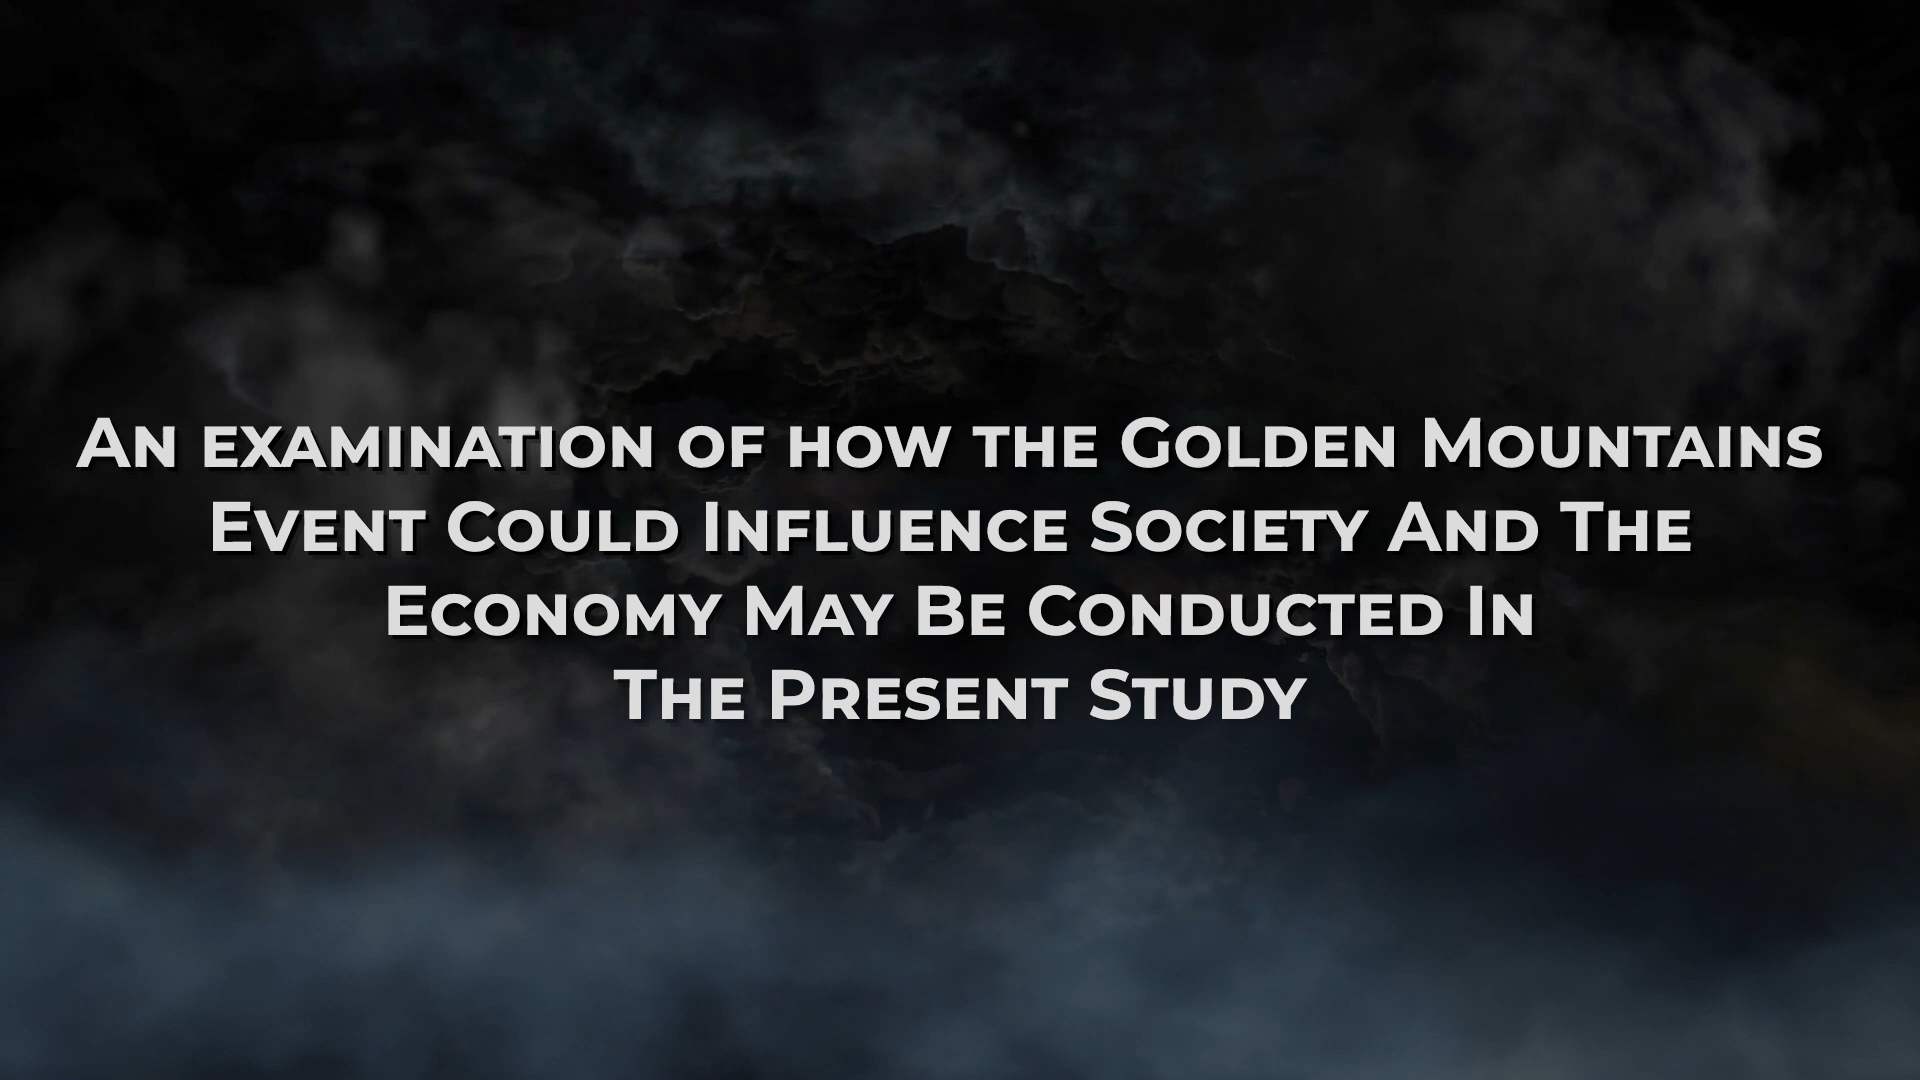 An examination of how the Golden Mountains
Event Could Influence Society And The
Economy May Be Conducted In
The Present Study